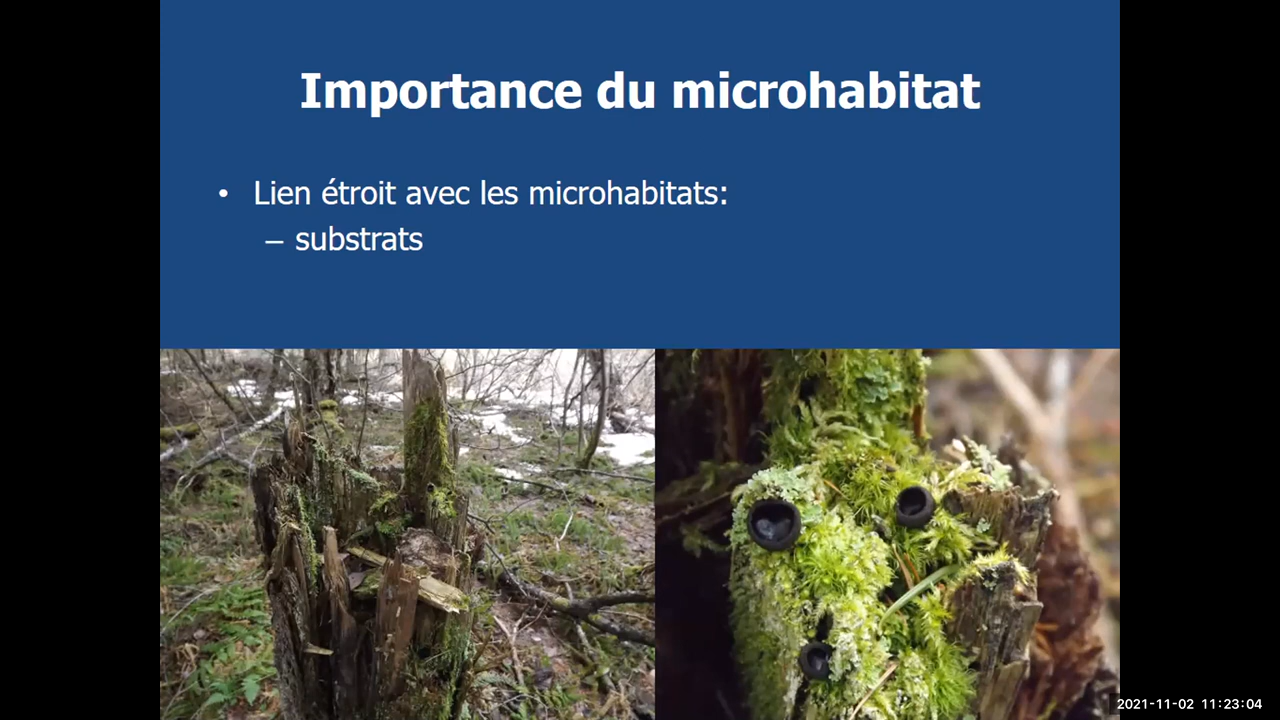 Importance du microhabitat
• Lien étroit avec les microhabitats:
– substrats
2021-11-02 11:23:04